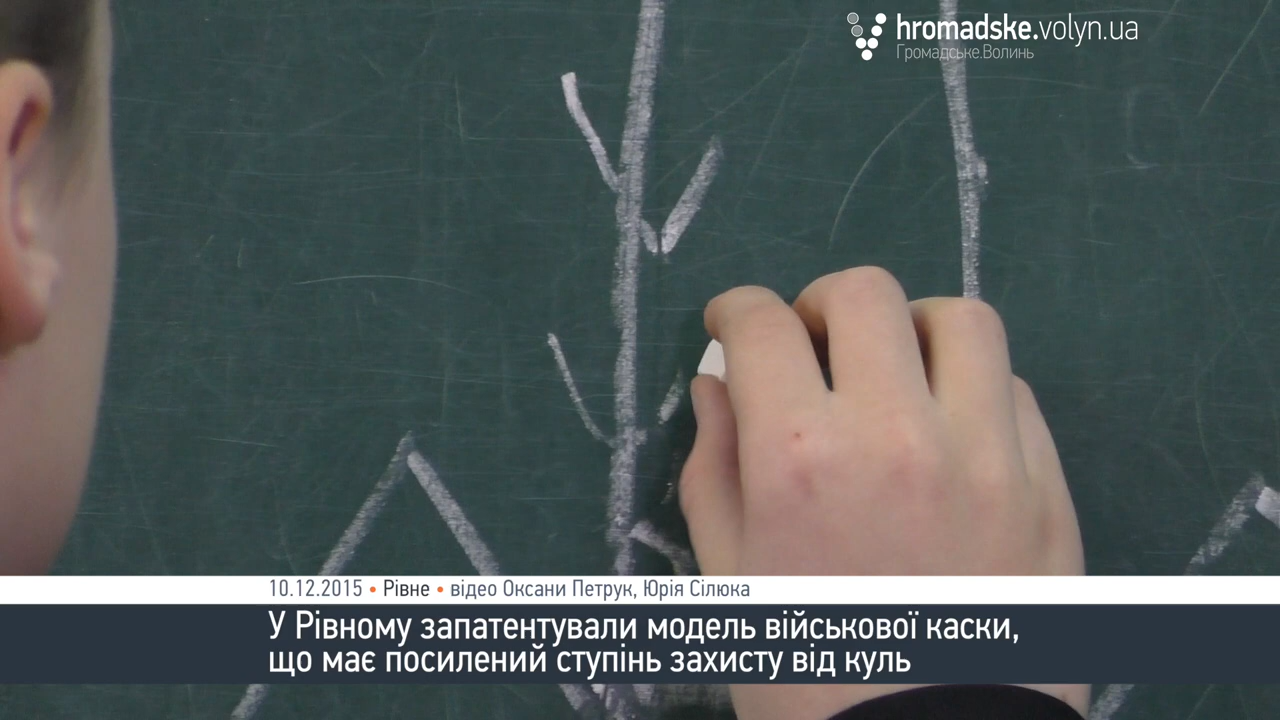 hromadske.volyn.ua
Громадське.Волинь
10.12.2015 • Рівне • відео Оксани Петрук, Юрія Сілюка
У Рівному запатентували модель військової каски,
що має посилений ступінь захисту від куль